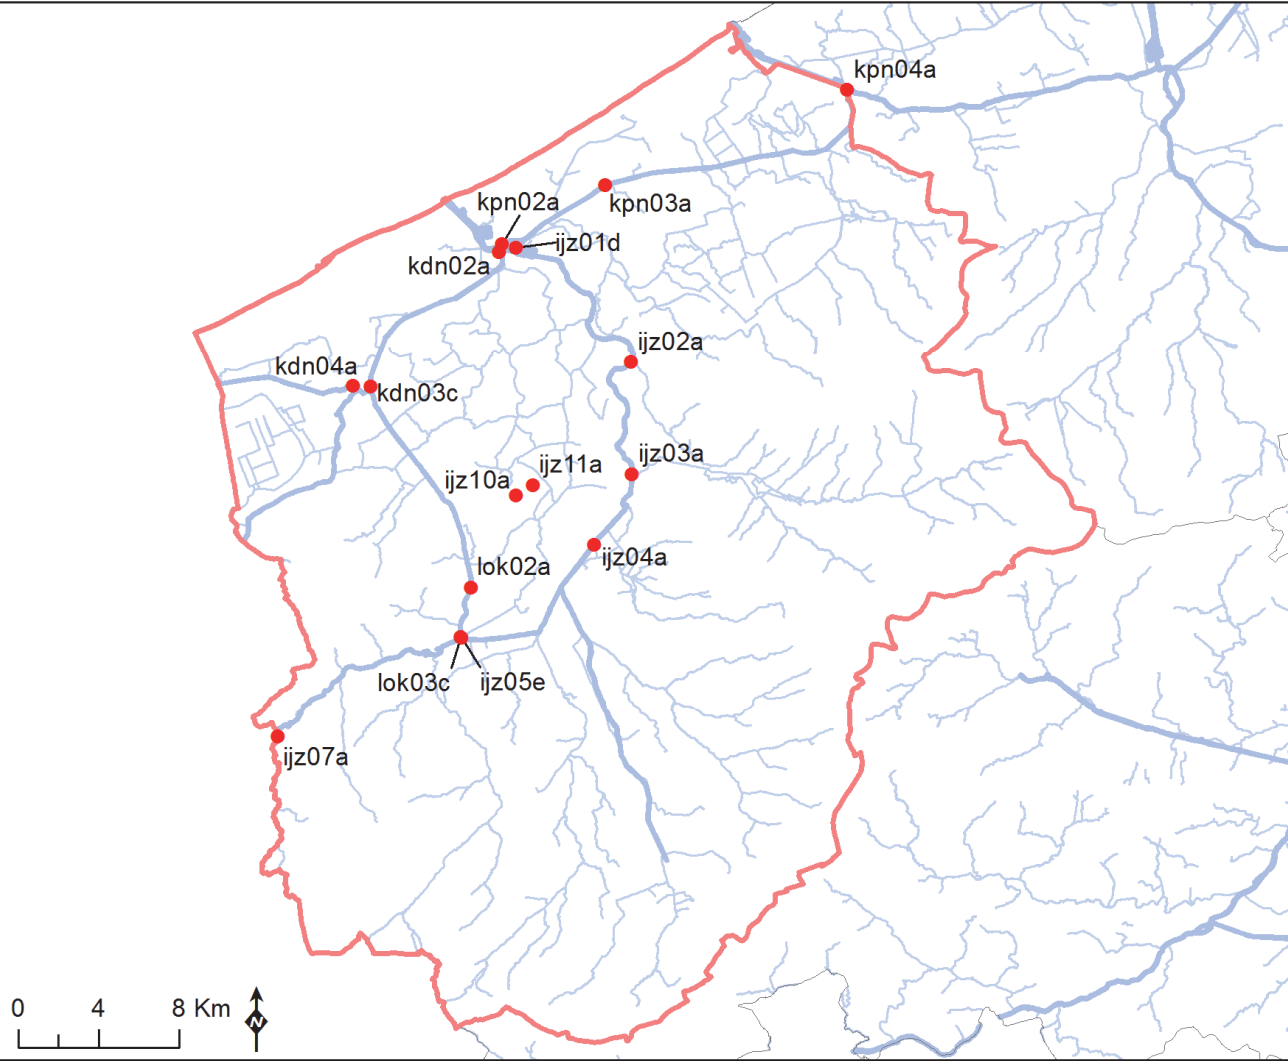 kpn04a
kpn02a
kpn03a
ijz01d
kdn02a
ijz02a
kdn04a
kdn03c
ijz03a
ijz11a
ijz10a
ijz04a
lok02a
lok03c
ijz05e
ijz07a
0 4 8 Km
N